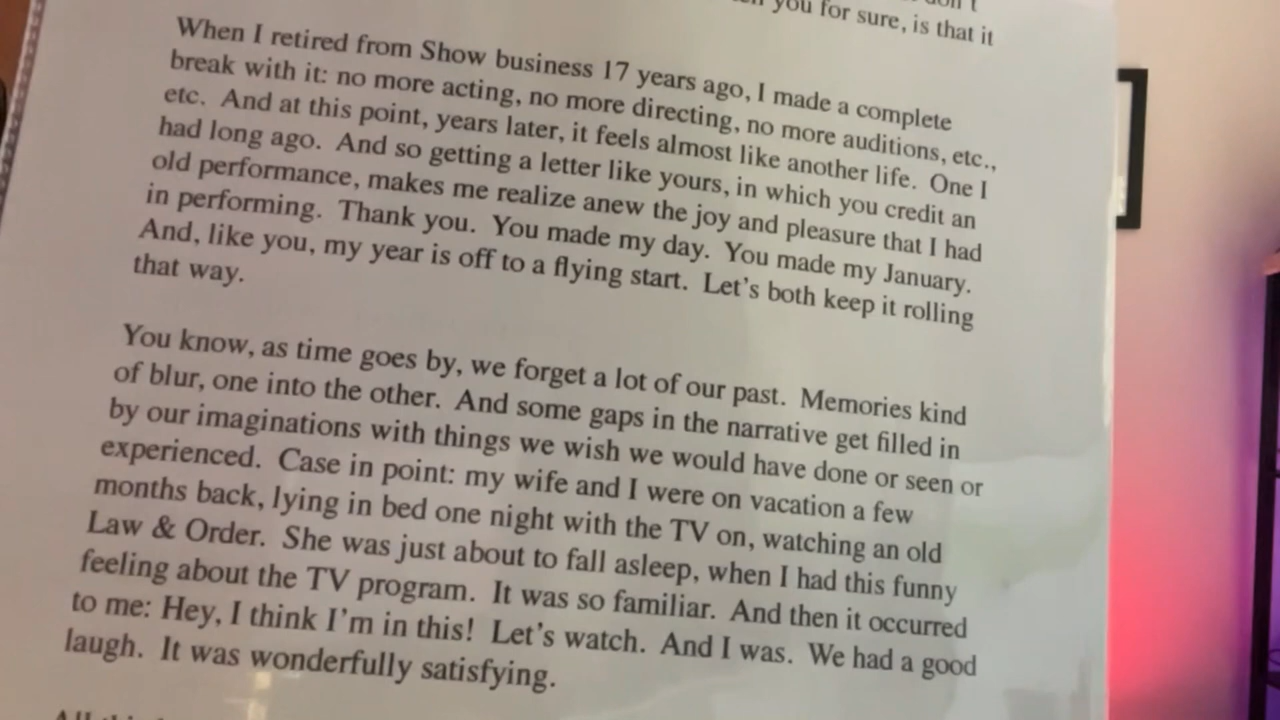 you for sure, is that it
When I retired from Show business 17 years ago, I made a complete
break with it: no more acting, no more directing, no more auditions, etc.,
etc.  And at this point, years later, it feels almost like another life.  One I
had long ago.  And so getting a letter like yours, in which you credit an
old performance, makes me realize anew the joy and pleasure that I had
in performing.  Thank you.  You made my day.  You made my January.
And, like you, my year is off to a flying start.  Let's both keep it rolling
that way.
You know, as time goes by, we forget a lot of our past.  Memories kind
of blur, one into the other.  And some gaps in the narrative get filled in
by our imaginations with things we wish we would have done or seen or
experienced.  Case in point: my wife and I were on vacation a few
months back, lying in bed one night with the TV on, watching an old
Law & Order.  She was just about to fall asleep, when I had this funny
feeling about the TV program.  It was so familiar.  And then it occurred
to me: Hey, I think I'm in this!  Let's watch.  And I was.  We had a good
laugh.  It was wonderfully satisfying.